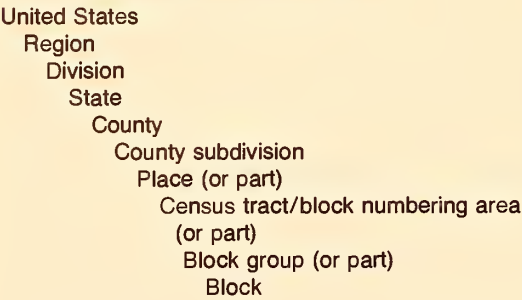 United States
Region
Division
State
County
County subdivision
Place (or part)
Census tract/block numbering area
(or part)
Block group (or part)
Block